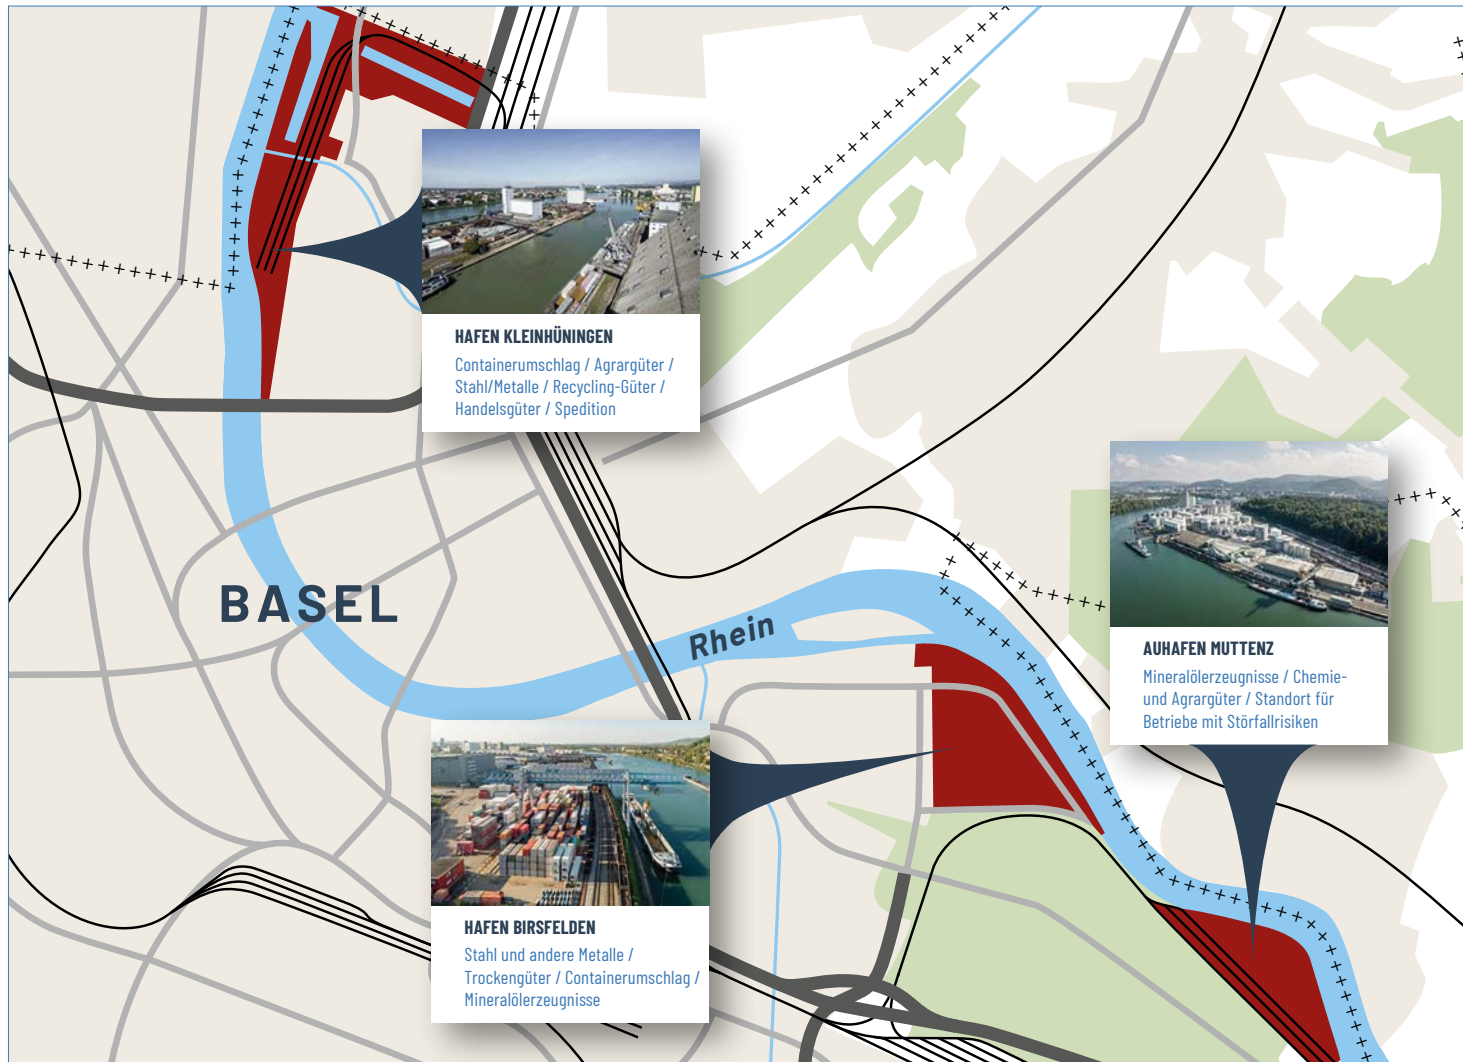 HAFEN KLEINHÜNINGEN
Containerumschlag / Agrargüter /
Stahl/Metalle / Recycling-Güter /
Handelsgüter / Spedition
BASEL
Rhein
AUHAFEN MUTTENZ
Mineralölerzeugnisse / Chemie-
und Agrargüter / Standort für
Betriebe mit Störfallrisiken
HAFEN BIRSFELDEN
Stahl und andere Metalle /
Trockengüter / Containerumschlag /
Mineralölerzeugnisse